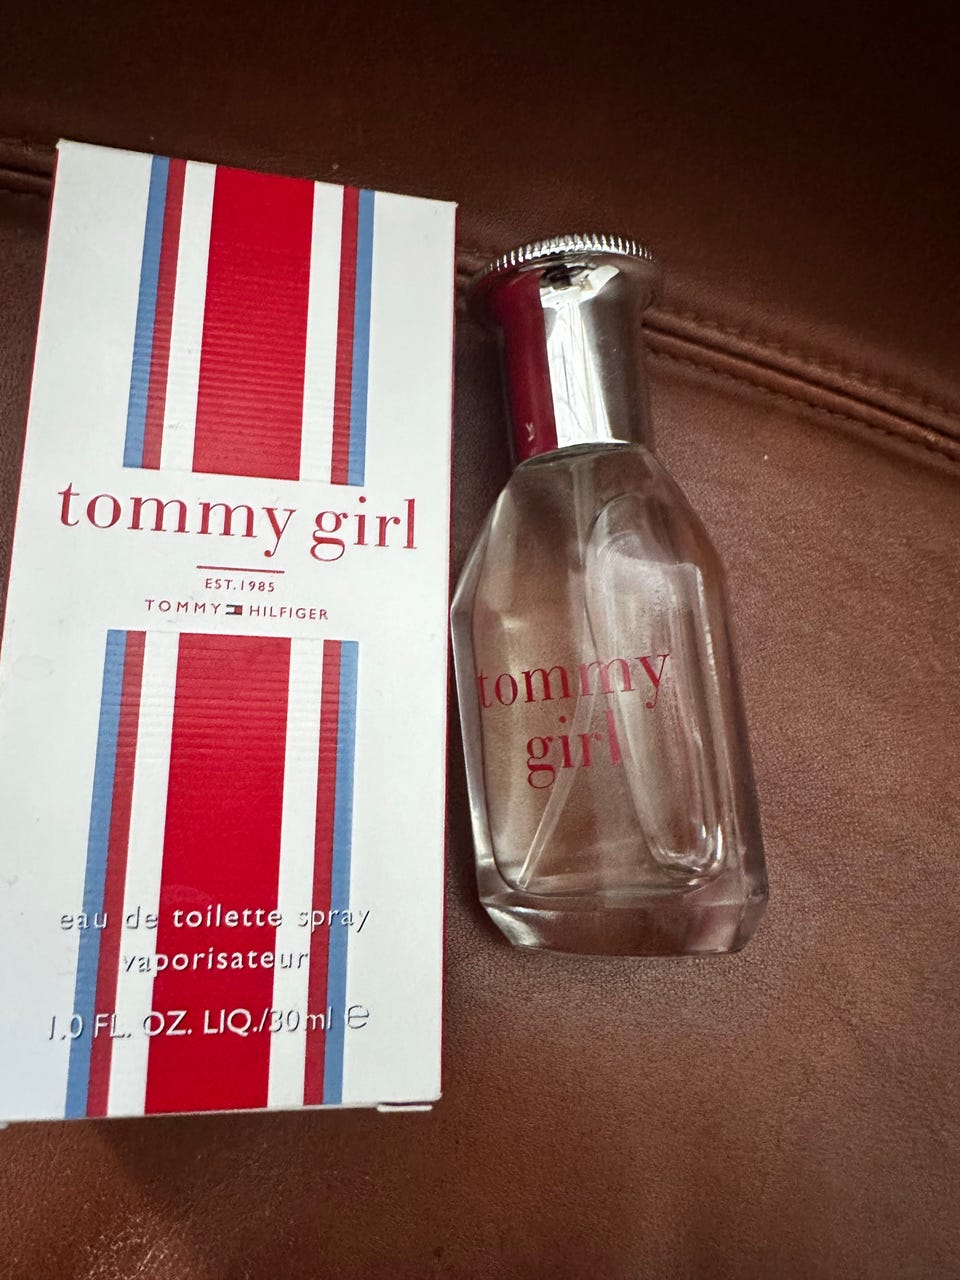 tommy girl
EST.1985
TOMMY HILFIGER
eau de toilette spray
vaporisateur
1.0 FL. OZ. LIQ./30ml ℮
tommy
girl